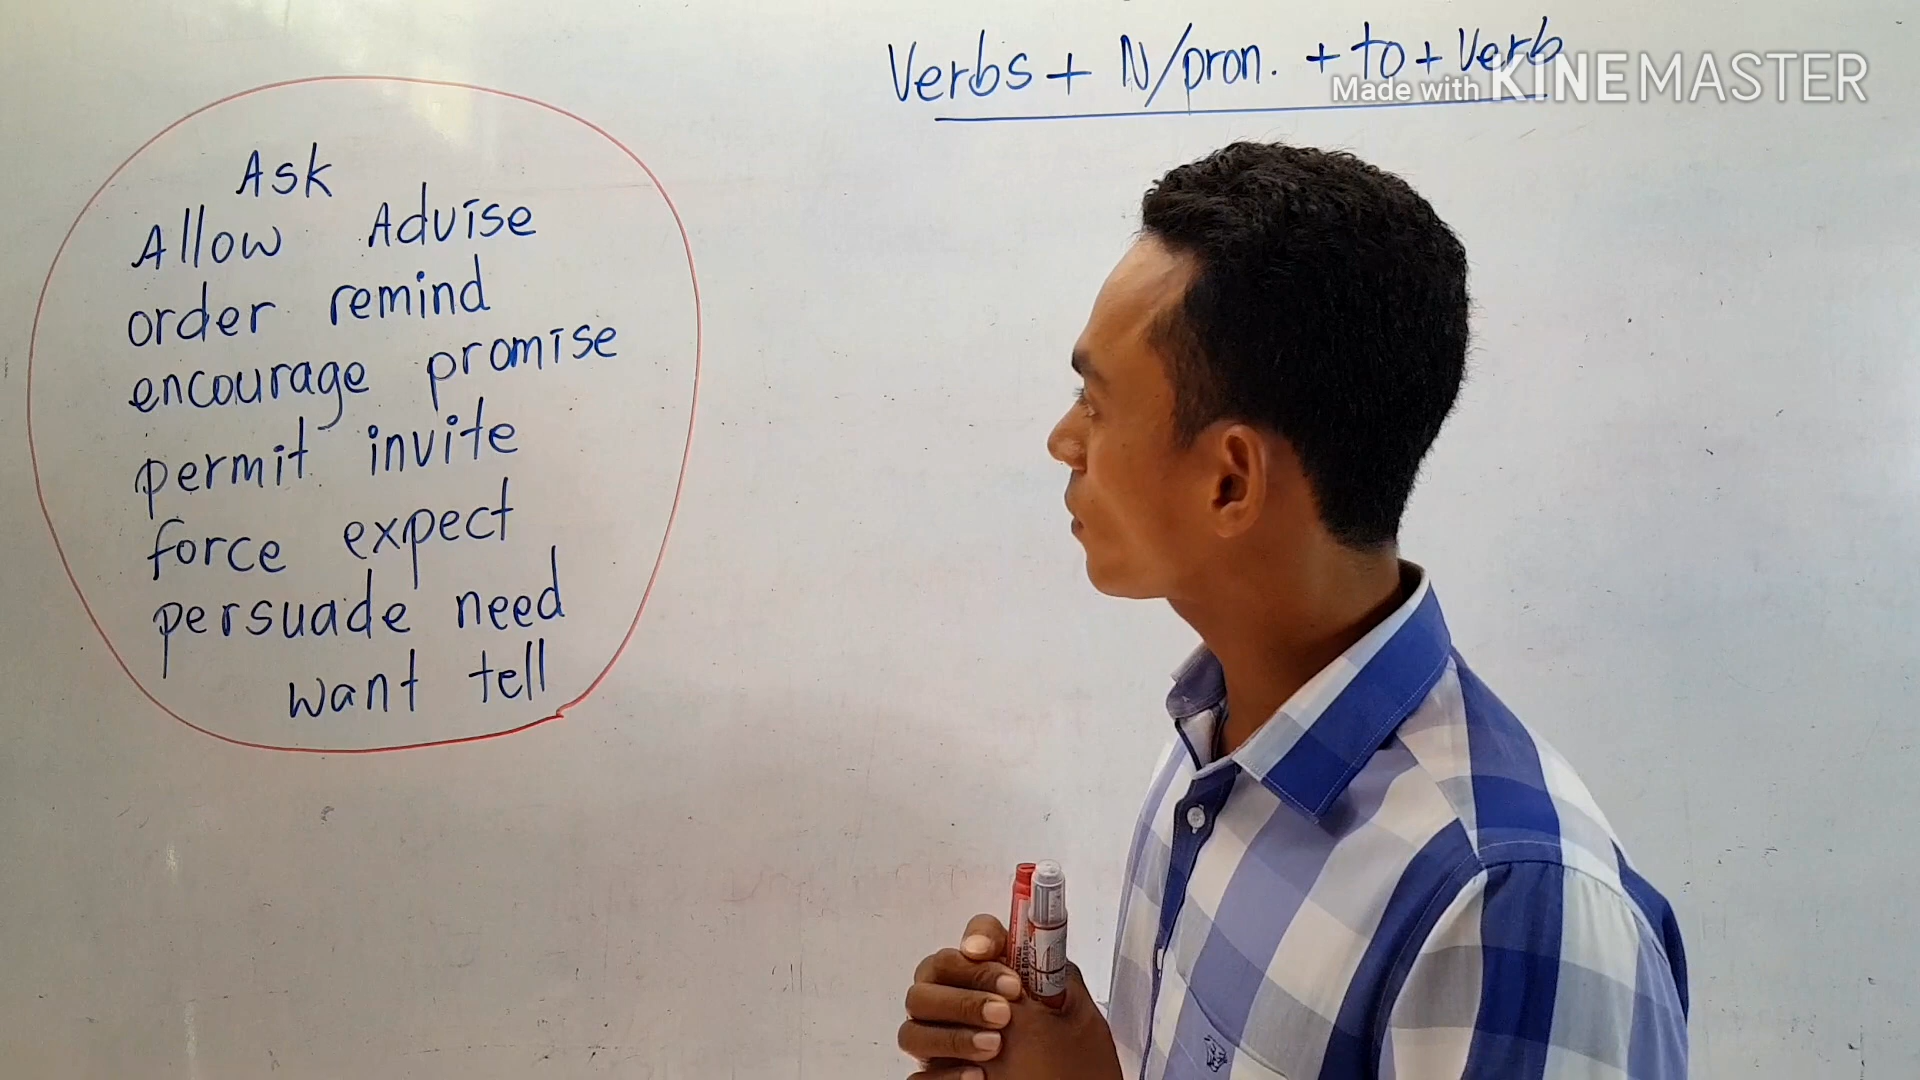 Verbs + N/pron. + to + Verb
Made with KINEMASTER
Ask
Allow Advise
order remind
encourage promise
permit invite
force expect
persuade need
want tell